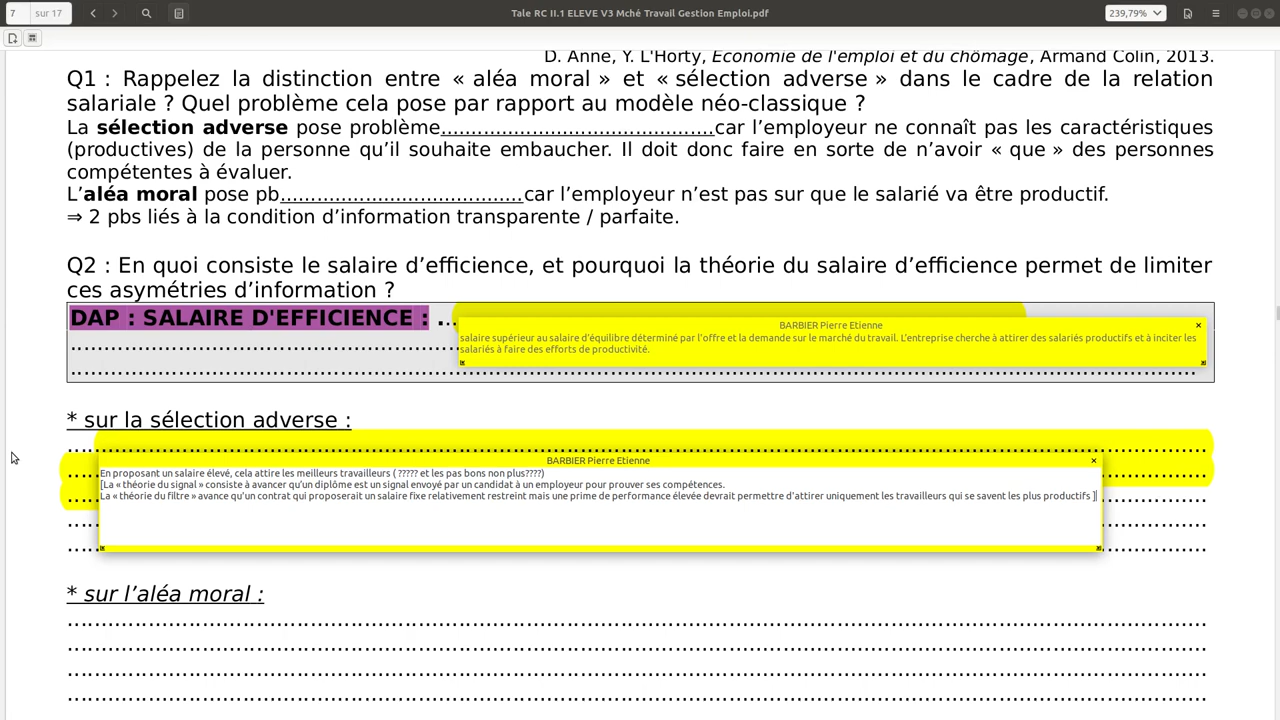 7 sur 17 Tale RC II.1 ELEVE V3 Mché Travail Gestion Emploi.pdf 239,79%
D. Anne, Y. L'Horty, Economie de l'emploi et du chômage, Armand Colin, 2013.
Q1 : Rappelez la distinction entre « aléa moral » et « sélection adverse » dans le cadre de la relation
salariale ? Quel problème cela pose par rapport au modèle néo-classique ?
La sélection adverse pose problème.............................................car l’employeur ne connaît pas les caractéristiques
(productives) de la personne qu’il souhaite embaucher. Il doit donc faire en sorte de n’avoir « que » des personnes
compétentes à évaluer.
L’aléa moral pose pb........................................car l’employeur n’est pas sur que le salarié va être productif.
⇒ 2 pbs liés à la condition d’information transparente / parfaite.
Q2 : En quoi consiste le salaire d’efficience, et pourquoi la théorie du salaire d’efficience permet de limiter
ces asymétries d’information ?
DAP : SALAIRE D'EFFICIENCE : ...
BARBIER Pierre Etienne
salaire supérieur au salaire d'équilibre déterminé par l'offre et la demande sur le marché du travail. L'entreprise cherche à attirer des salariés productifs et à inciter les
salariés à faire des efforts de productivité.
* sur la sélection adverse :
BARBIER Pierre Etienne
En proposant un salaire élevé, cela attire les meilleurs travailleurs ( ????? et les pas bons non plus????)
[La « théorie du signal » consiste à avancer qu'un diplôme est un signal envoyé par un candidat à un employeur pour prouver ses compétences.
La « théorie du filtre » avance qu'un contrat qui proposerait un salaire fixe relativement restreint mais une prime de performance élevée devrait permettre d'attirer uniquement les travailleurs qui se savent les plus productifs ]
* sur l’aléa moral :